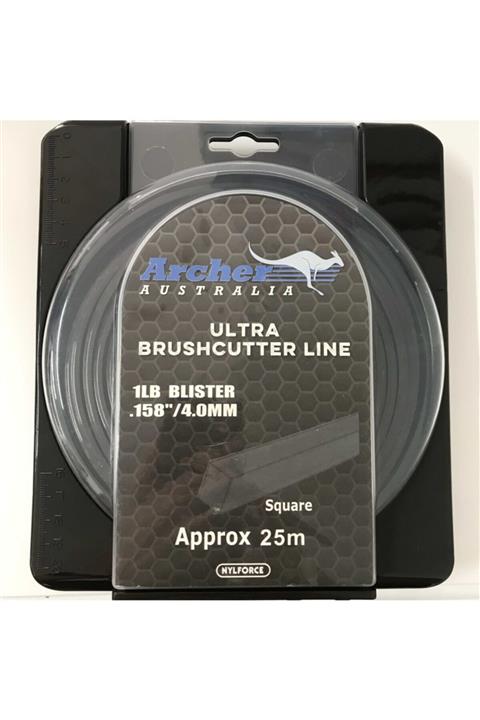 Archer
AUSTRALIA
ULTRA
BRUSHCUTTER LINE
1LB BLISTER
.158"/4.0MM
Square
Approx 25m
NYLFORCE